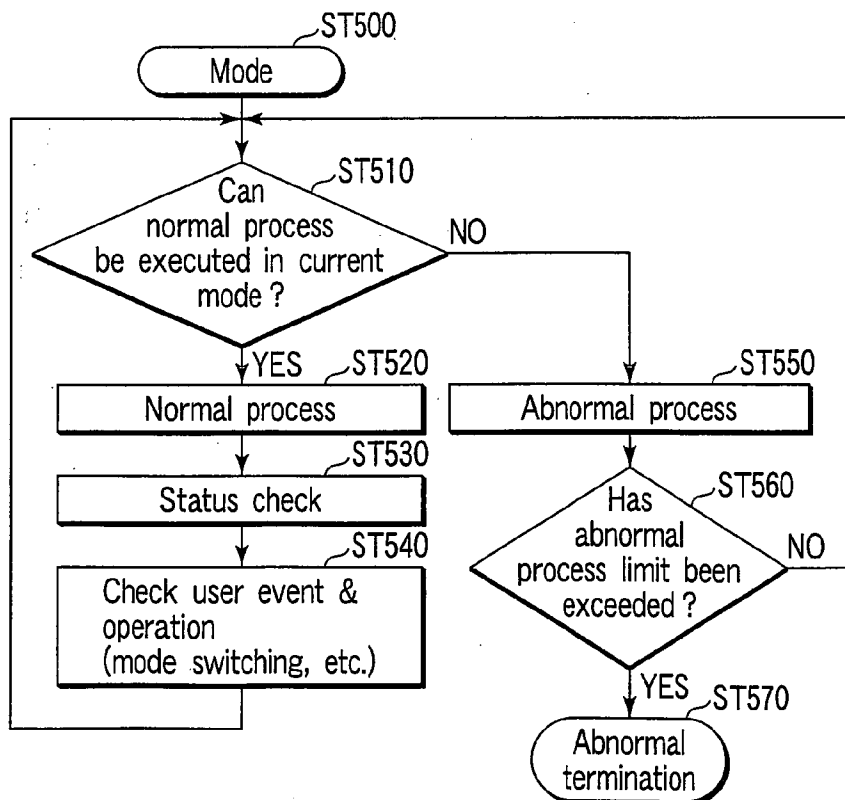 ST500
Mode
ST510
Can
normal process
be executed in current
mode ?
NO
YES
ST520
Normal process
ST530
Status check
ST540
Check user event &
operation
(mode switching, etc.)
ST550
Abnormal process
ST560
Has
abnormal
process limit been
exceeded ?
NO
YES
ST570
Abnormal
termination